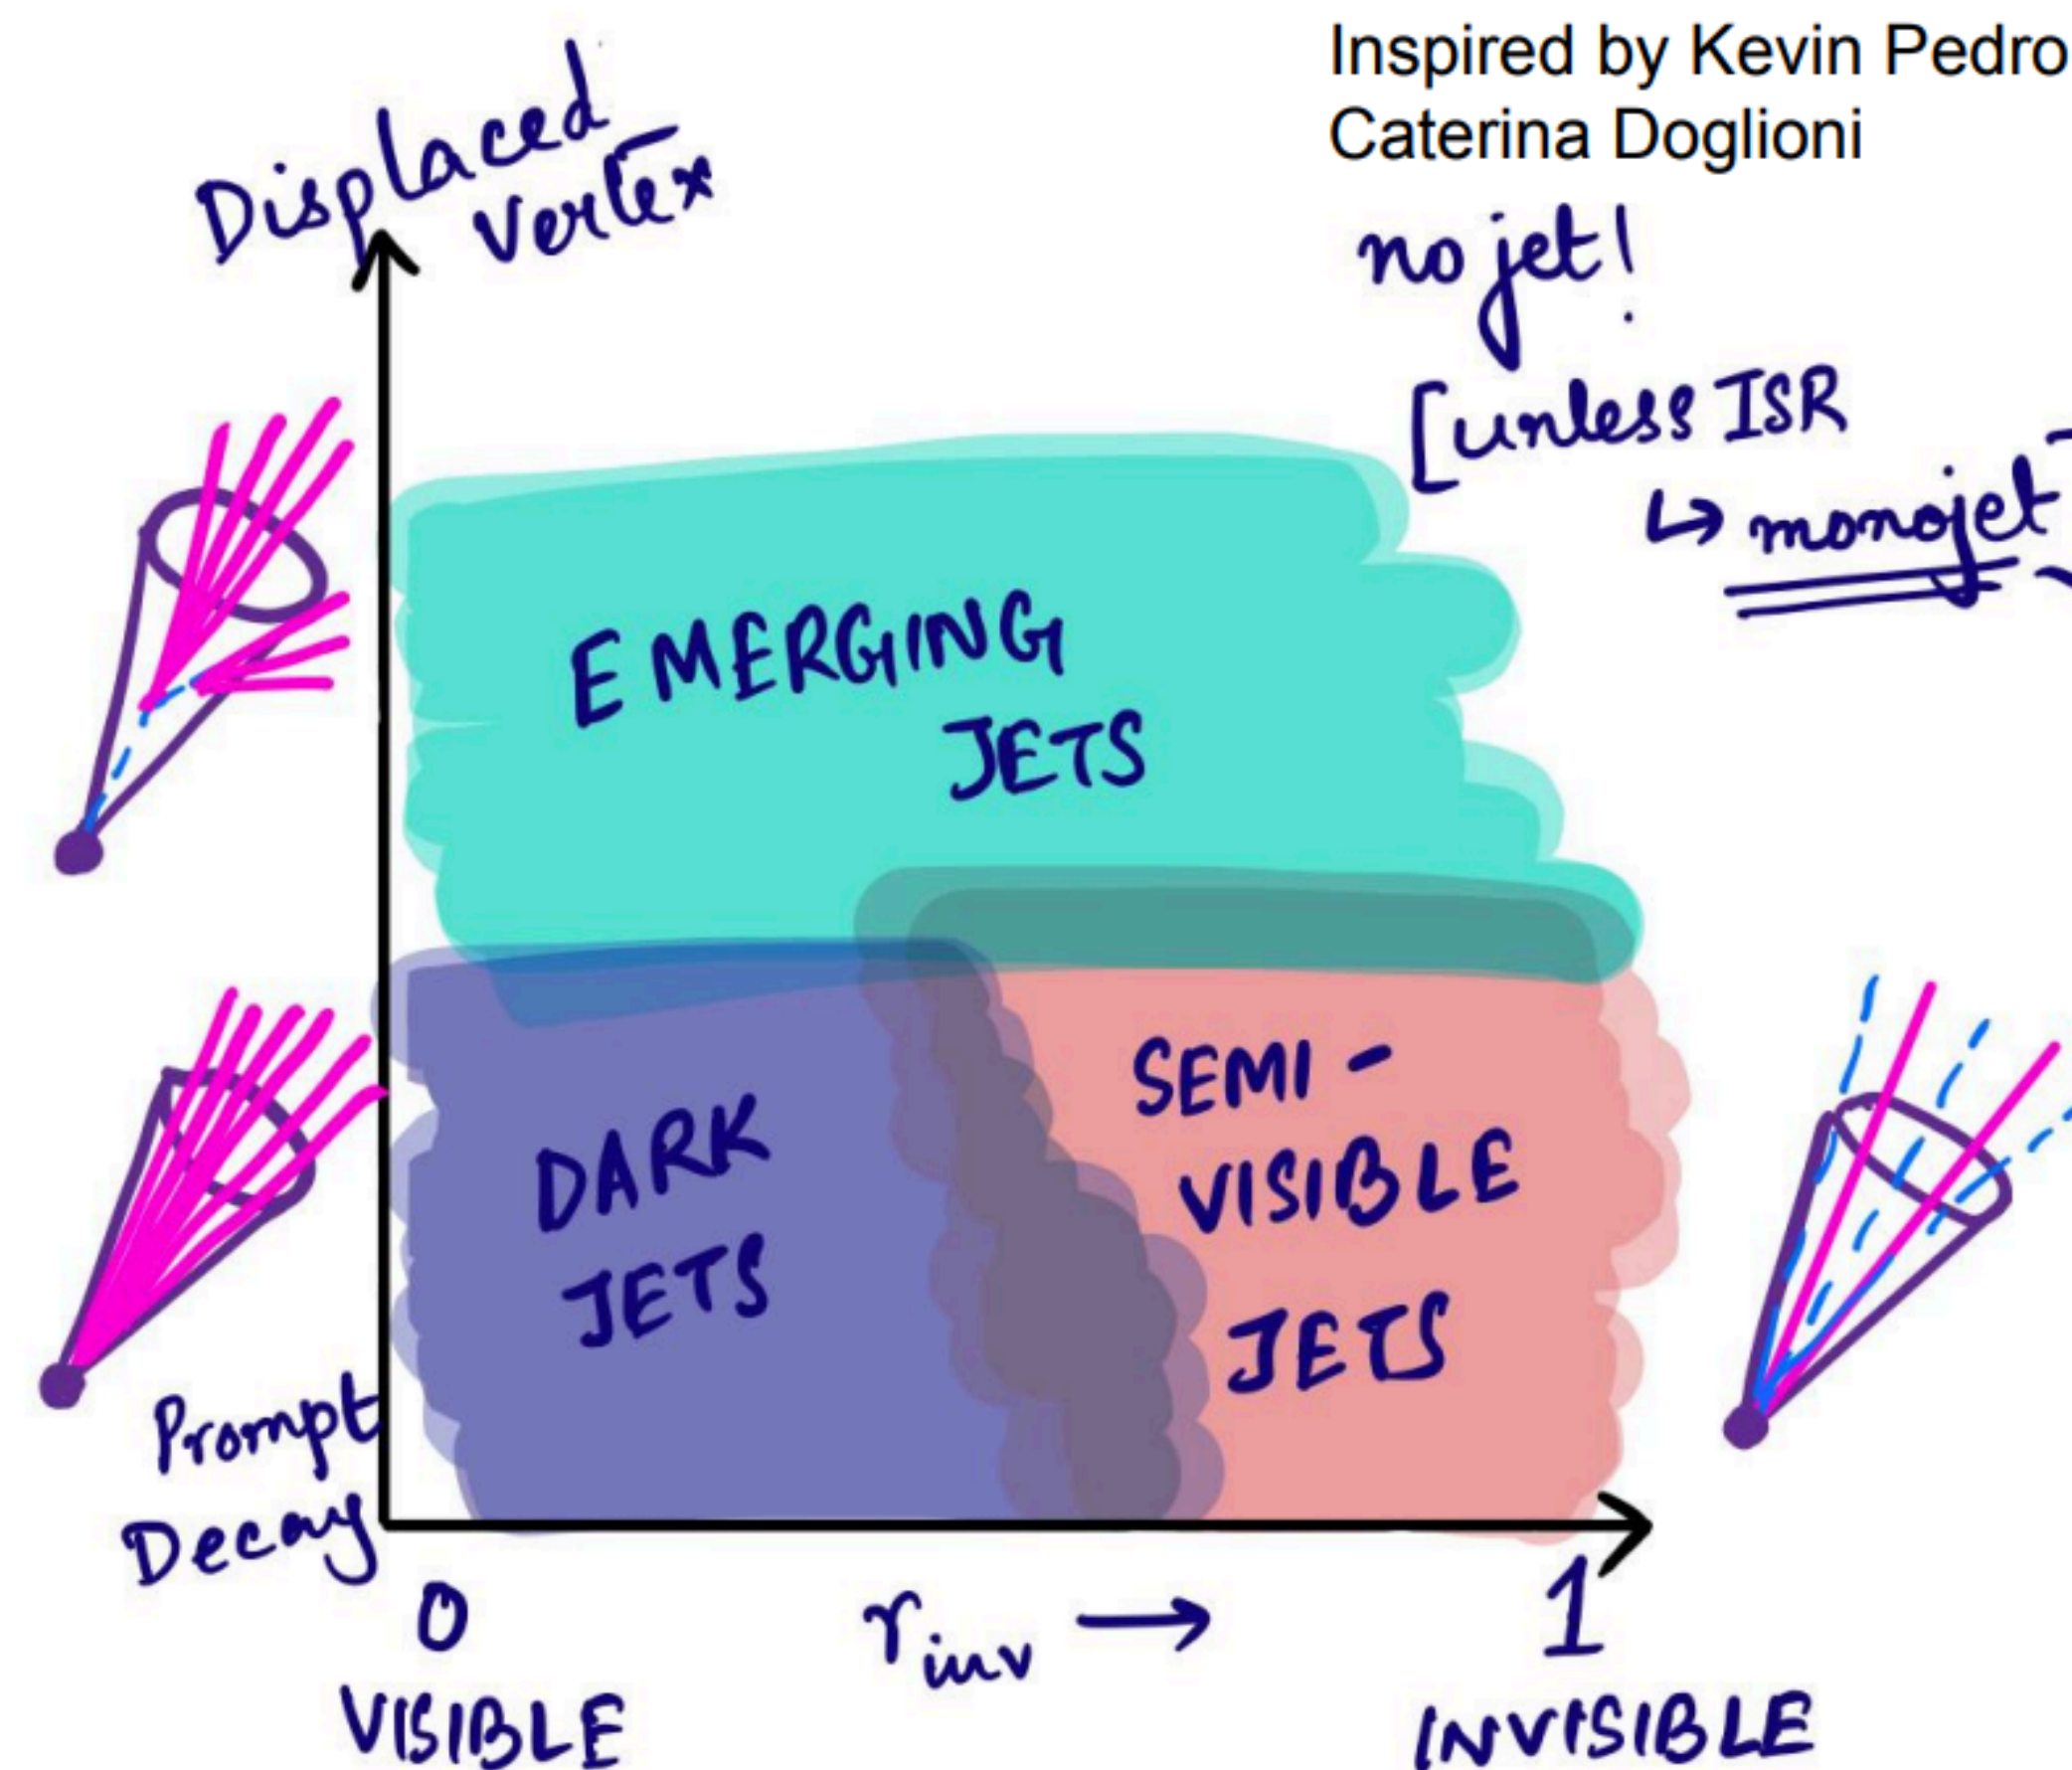 Inspired by Kevin Pedro
Caterina Doglioni
Displaced
Vertex
no jet!
[unless ISR
↳ monojet
EMERGING
JETS
DARK
JETS
SEMI -
VISIBLE
JETS
Prompt
Decay
0
r inv →
1
VISIBLE
INVISIBLE